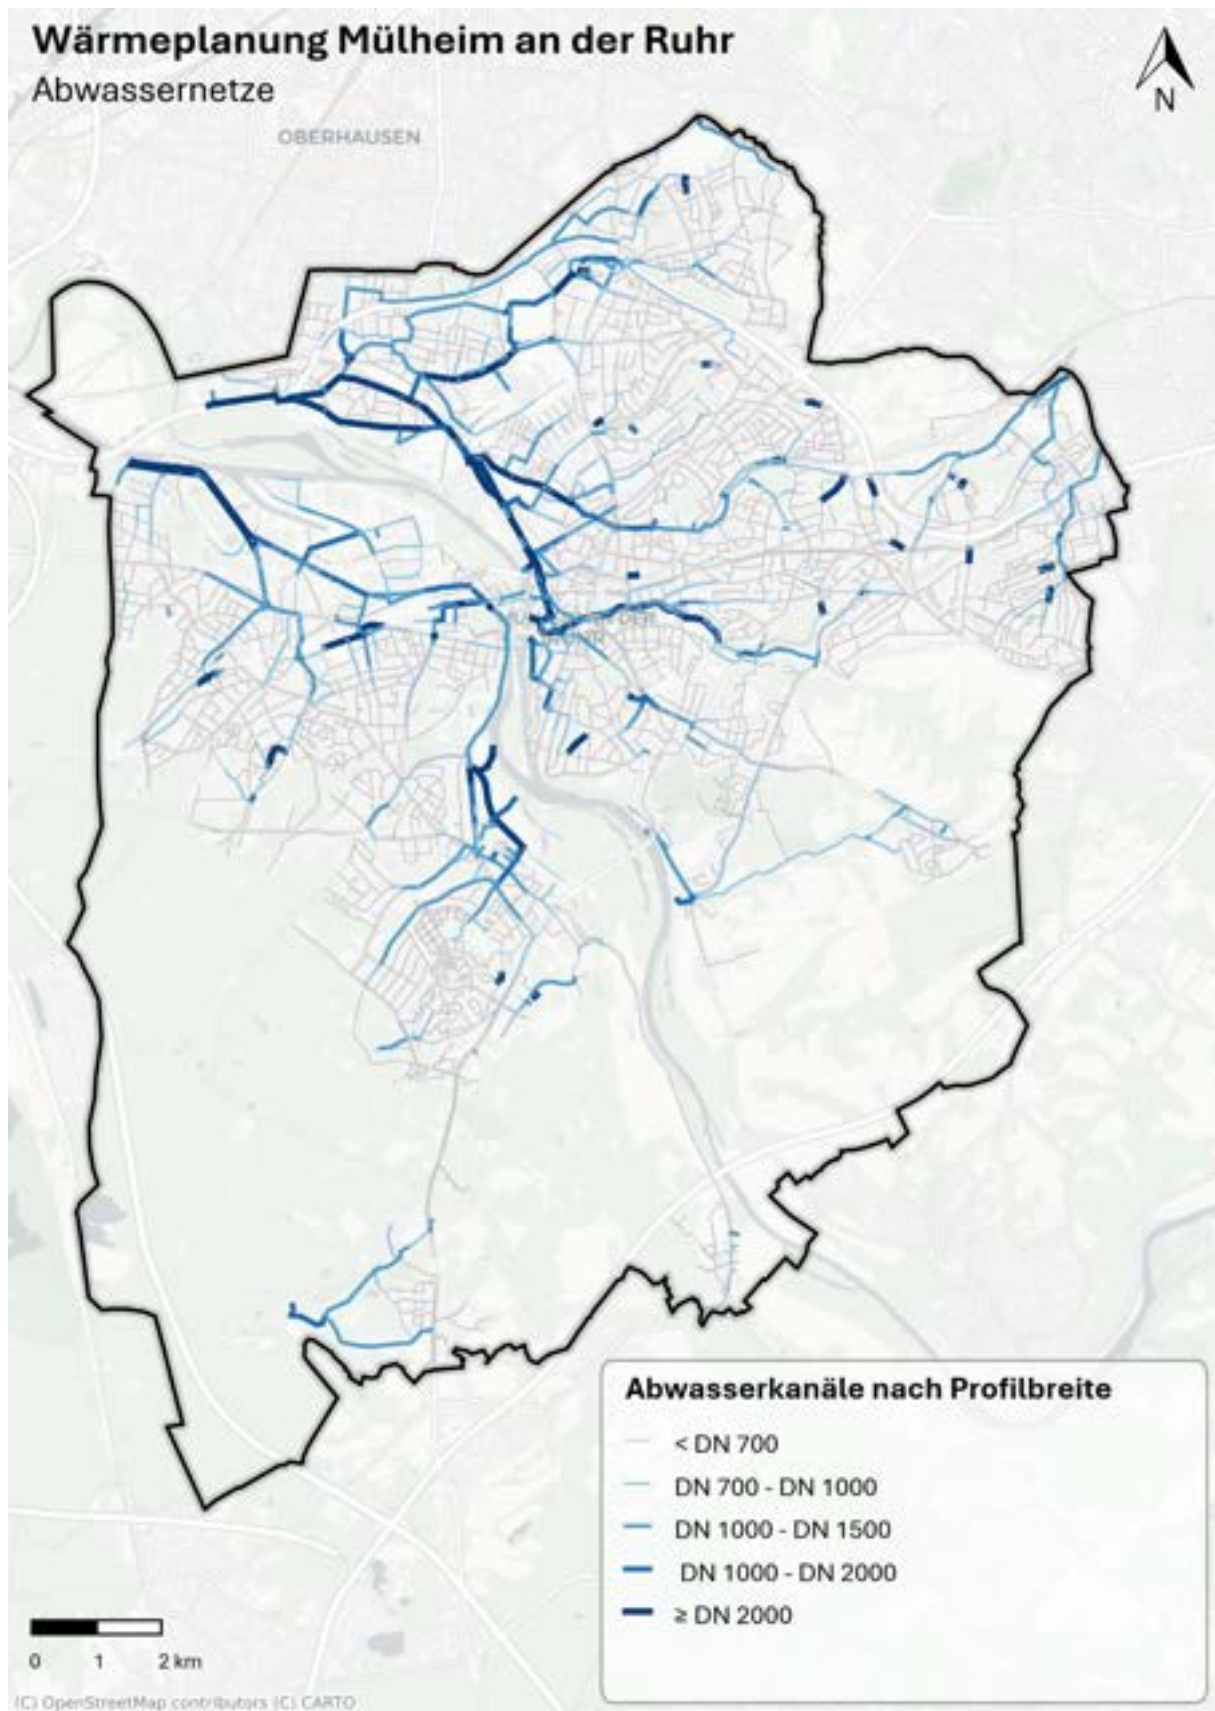 Wärmeplanung Mülheim an der Ruhr
Abwassernetze
N
OBERHAUSEN
DER
Abwasserkanäle nach Profilbreite
< DN 700
DN 700 - DN 1000
DN 1000 - DN 1500
DN 1000 - DN 2000
≥ DN 2000
0 1 2 km
(C) OpenStreetMap contributors (C) CARTO